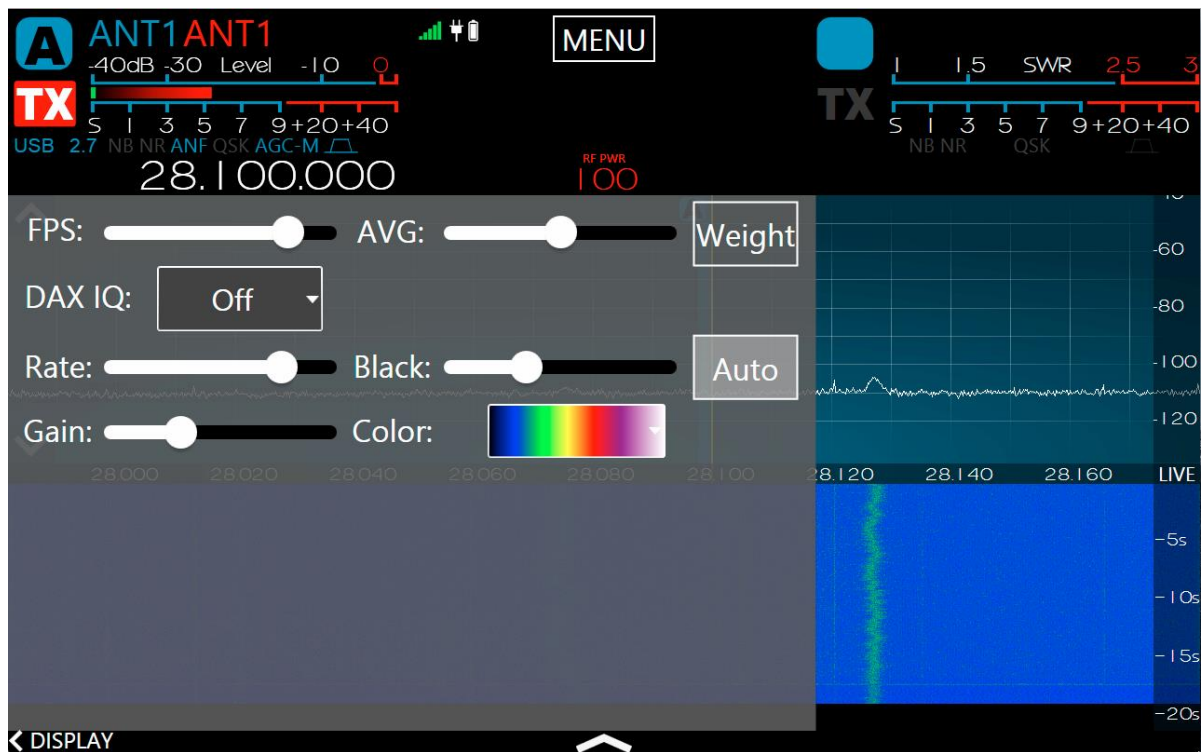 A ANT1 ANT1 MENU
-40dB -30 Level -10 0
1 1.5 SWR 2.5 3
TX
S 1 3 5 7 9 +20 +40
TX
S 1 3 5 7 9 +20 +40
USB 2.7 NB NR ANF QSK AGC-M
NB NR QSK
28.100.000
RF PWR
100
FPS: AVG: Weight
-60
DAX IQ: Off
-80
Rate: Black: Auto
-100
Gain: Color:
-120
28.000 28.020 28.040 28.060 28.080 28.100 28.120 28.140 28.160 LIVE
-5s
-10s
-15s
-20s
DISPLAY